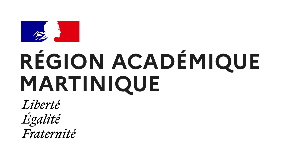 RÉGION ACADÉMIQUE
MARTINIQUE
Liberté
Égalité
Fraternité